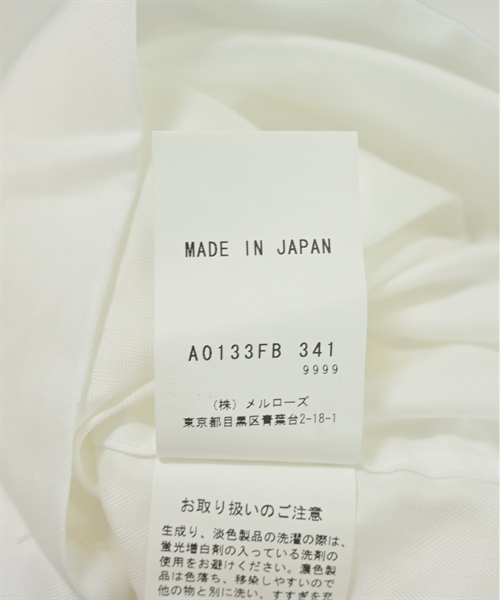 MADE IN JAPAN
A0133FB 341
9999
(株) メルローズ
東京都目黒区青葉台2-18-1
お取り扱いのご注意
生成り、淡色製品の洗濯の際は、
蛍光増白剤の入っている洗剤の
使用をお避けください。濃色製
品は色落ち、移染しやすいので
他の物と別に洗い、すすぎを充